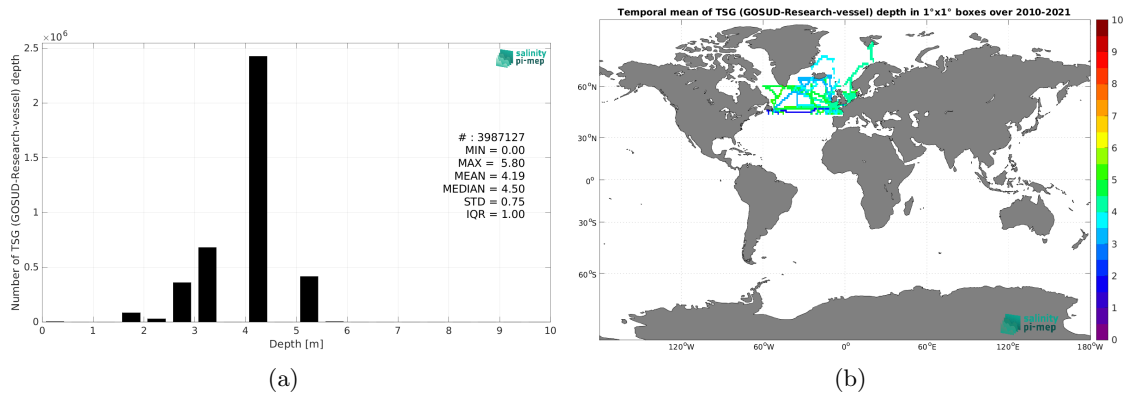 ×10⁶
2.5
2
1.5
1
0.5
0
Number of TSG (GOSUD-Research-vessel) depth
salinity
pi-mep
# : 3987127
MIN = 0.00
MAX = 5.80
MEAN = 4.19
MEDIAN = 4.50
STD = 0.75
IQR = 1.00
0 1 2 3 4 5 6 7 8 9 10
Depth [m]
(a)
Temporal mean of TSG (GOSUD-Research-vessel) depth in 1°x1° boxes over 2010-2021
60°N
30°N
0°
30°S
60°S
120°W 60°W 0° 60°E 120°E 180°W
salinity
pi-mep
10
9
8
7
6
5
4
3
2
1
0
(b)